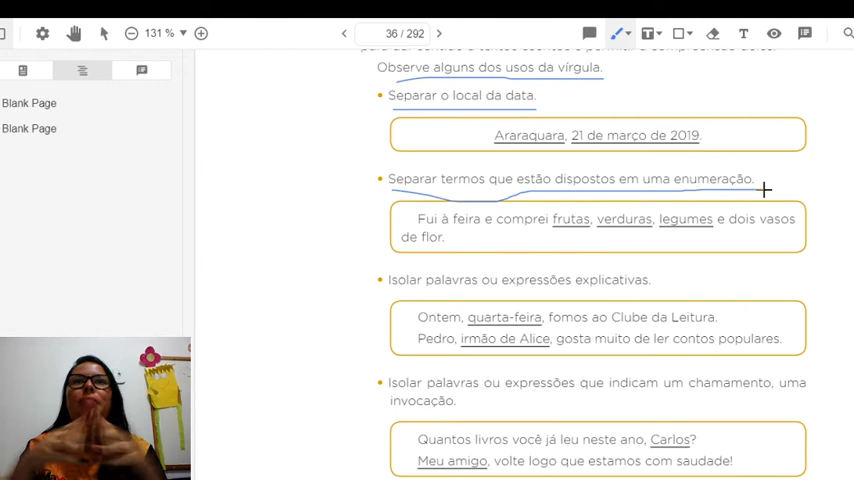 131 %
36 / 292
Blank Page
Blank Page
Observe alguns dos usos da vírgula.
• Separar o local da data.
Araraquara, 21 de março de 2019.
• Separar termos que estão dispostos em uma enumeração.
Fui à feira e comprei frutas, verduras, legumes e dois vasos
de flor.
• Isolar palavras ou expressões explicativas.
Ontem, quarta-feira, fomos ao Clube da Leitura.
Pedro, irmão de Alice, gosta muito de ler contos populares.
• Isolar palavras ou expressões que indicam um chamamento, uma
invocação.
Quantos livros você já leu neste ano, Carlos?
Meu amigo, volte logo que estamos com saudade!